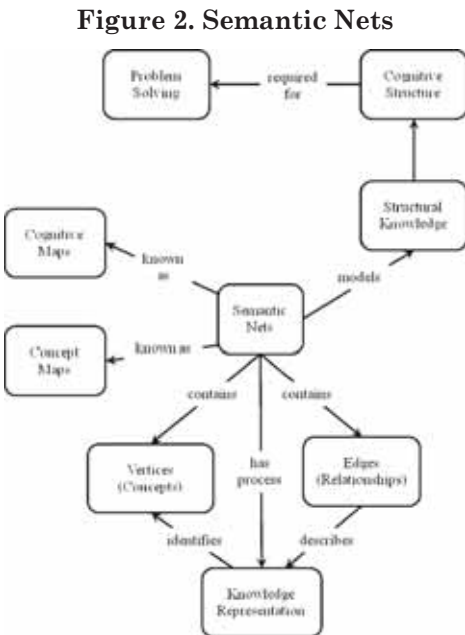 Figure 2. Semantic Nets
Problem
Solving
required
for
Cognitive
Structure
Structural
Knowledge
Cognitive
Maps
known
as
models
Semantic
Nets
Concept
Maps
known as
contains
contains
Vertices
(Concepts)
has
process
Edges
(Relationships)
identifies
describes
Knowledge
Representation